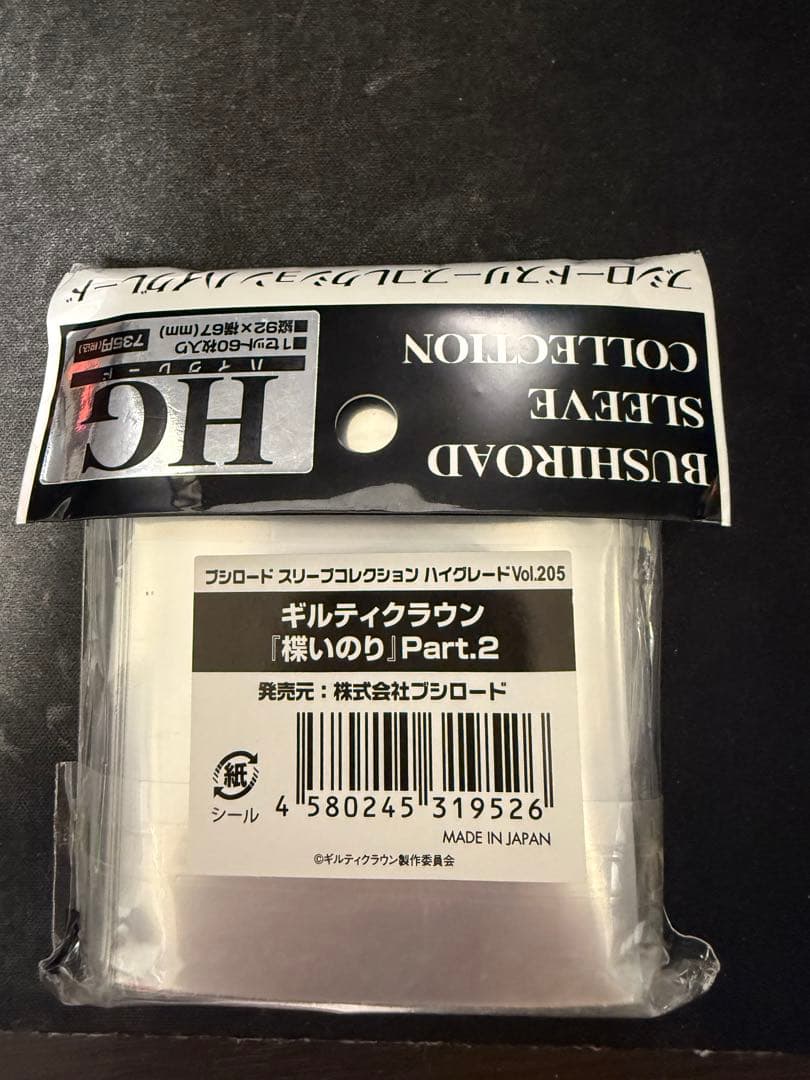 ブシロードスリーブコレクション ハイグレード
BUSHIROAD
SLEEVE
COLLECTION
HG
ハイグレード
■1セット60枚入り
■縦92×横67(mm)
735円(税込)
ブシロード スリーブコレクション ハイグレードVol.205
ギルティクラウン
『楪いのり』Part.2
発売元：株式会社ブシロード
紙
シール
4 580245 319526
MADE IN JAPAN
©ギルティクラウン製作委員会